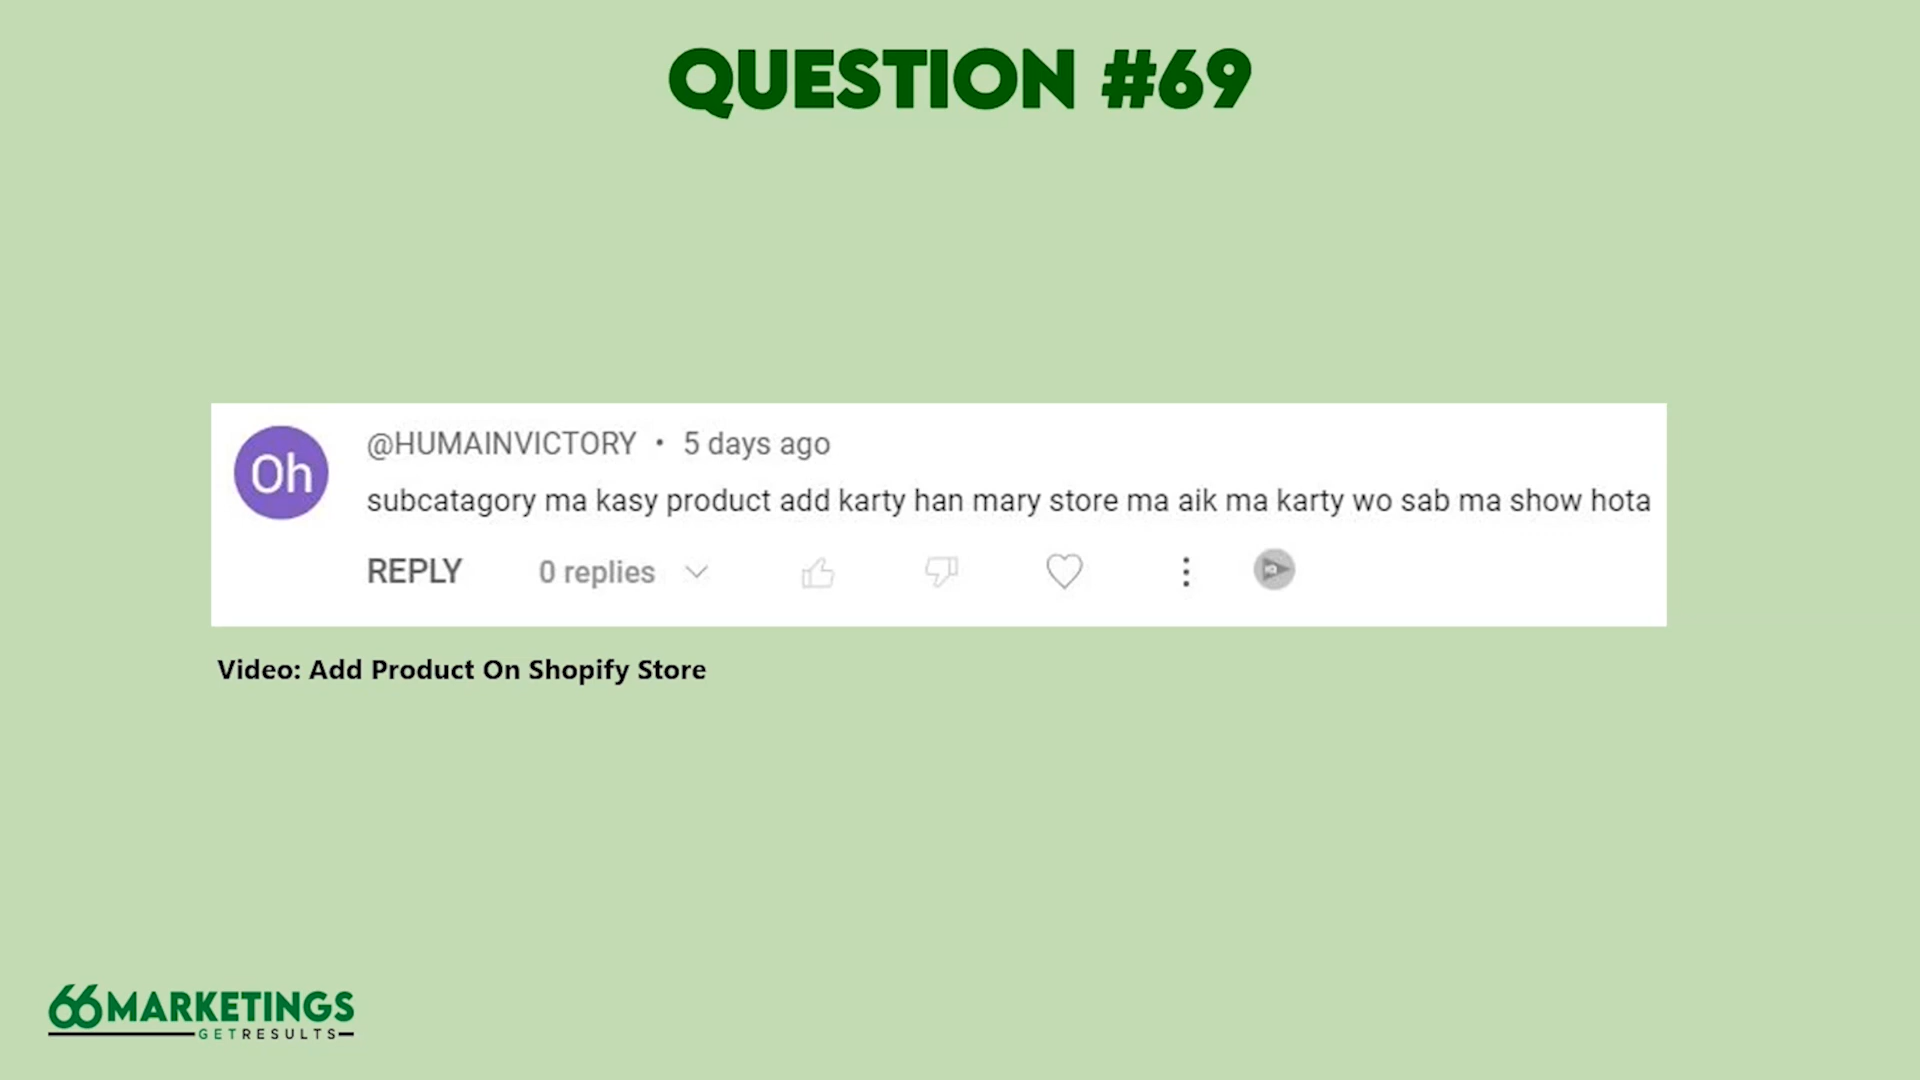 QUESTION #69
Oh
@HUMAINVICTORY • 5 days ago
subcatagory ma kasy product add karty han mary store ma aik ma karty wo sab ma show hota
REPLY 0 replies
Video: Add Product On Shopify Store
66MARKETINGS
GETRESULTS